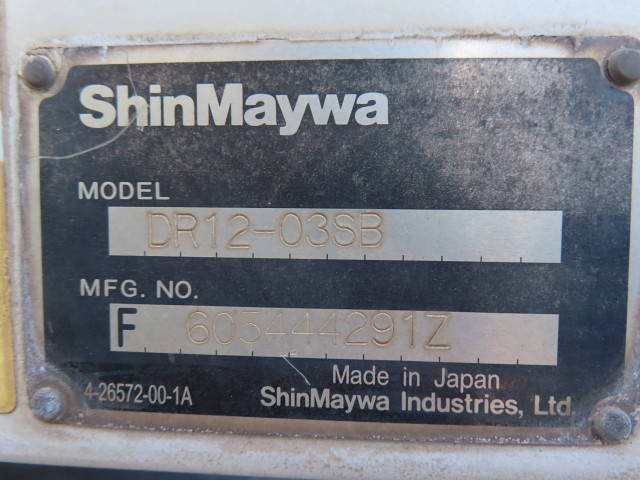 ShinMaywa
MODEL
DR12-03SB
MFG. NO.
F 603444291Z
Made in Japan
4-26572-00-1A
ShinMaywa Industries, Ltd.